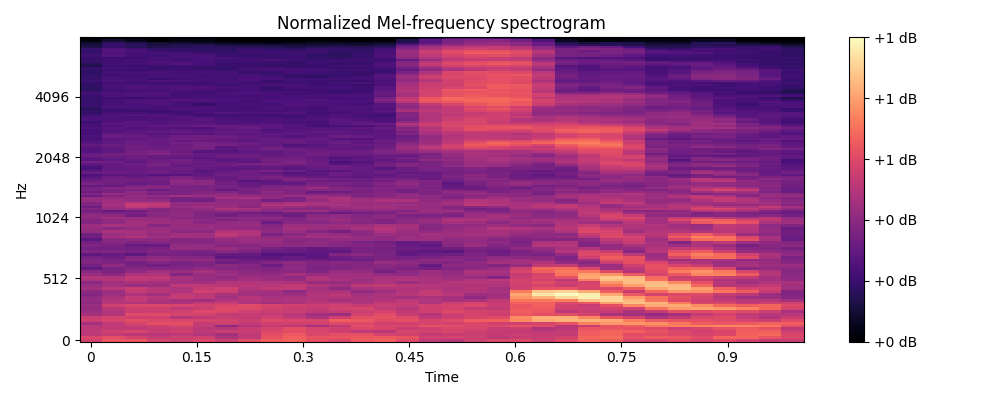 Normalized Mel-frequency spectrogram
Hz
4096
2048
1024
512
0
0 0.15 0.3 0.45 0.6 0.75 0.9
Time
+1 dB
+1 dB
+1 dB
+0 dB
+0 dB
+0 dB